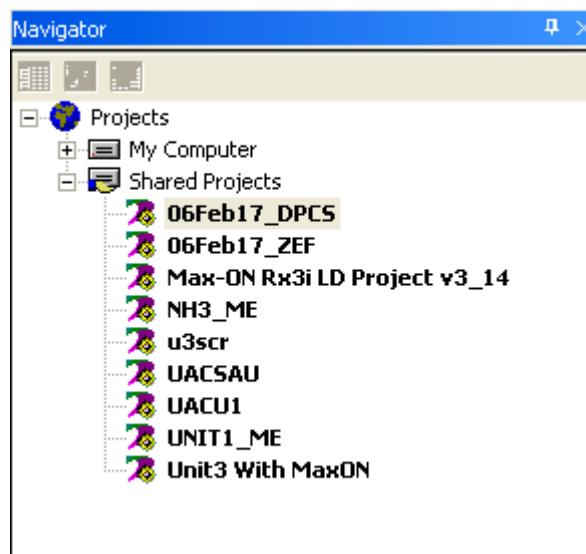 Navigator
Projects
My Computer
Shared Projects
06Feb17_DPCS
06Feb17_ZEF
Max-ON Rx3i LD Project v3_14
NH3_ME
u3scr
UACSAU
UACU1
UNIT1_ME
Unit3 With MaxON